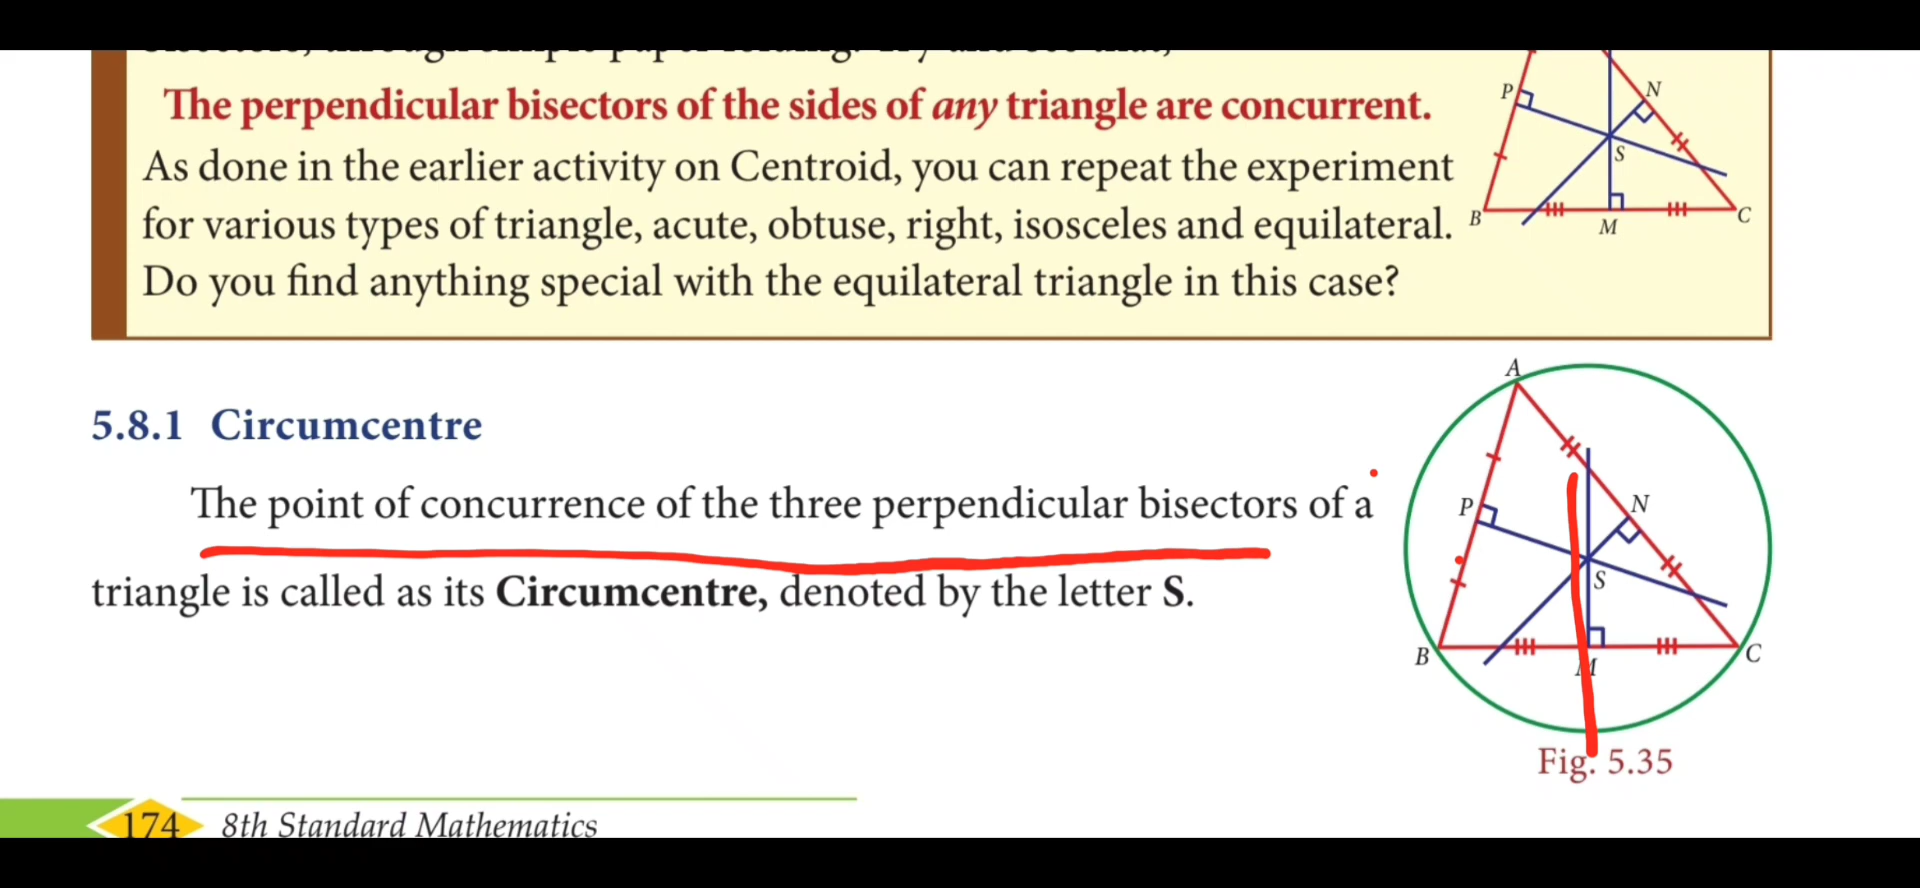 The perpendicular bisectors of the sides of any triangle are concurrent.
As done in the earlier activity on Centroid, you can repeat the experiment
for various types of triangle, acute, obtuse, right, isosceles and equilateral.
Do you find anything special with the equilateral triangle in this case?
P
N
S
B
M
C
5.8.1 Circumcentre
The point of concurrence of the three perpendicular bisectors of a
triangle is called as its Circumcentre, denoted by the letter S.
A
P
N
S
B
M
C
Fig. 5.35
174 8th Standard Mathematics